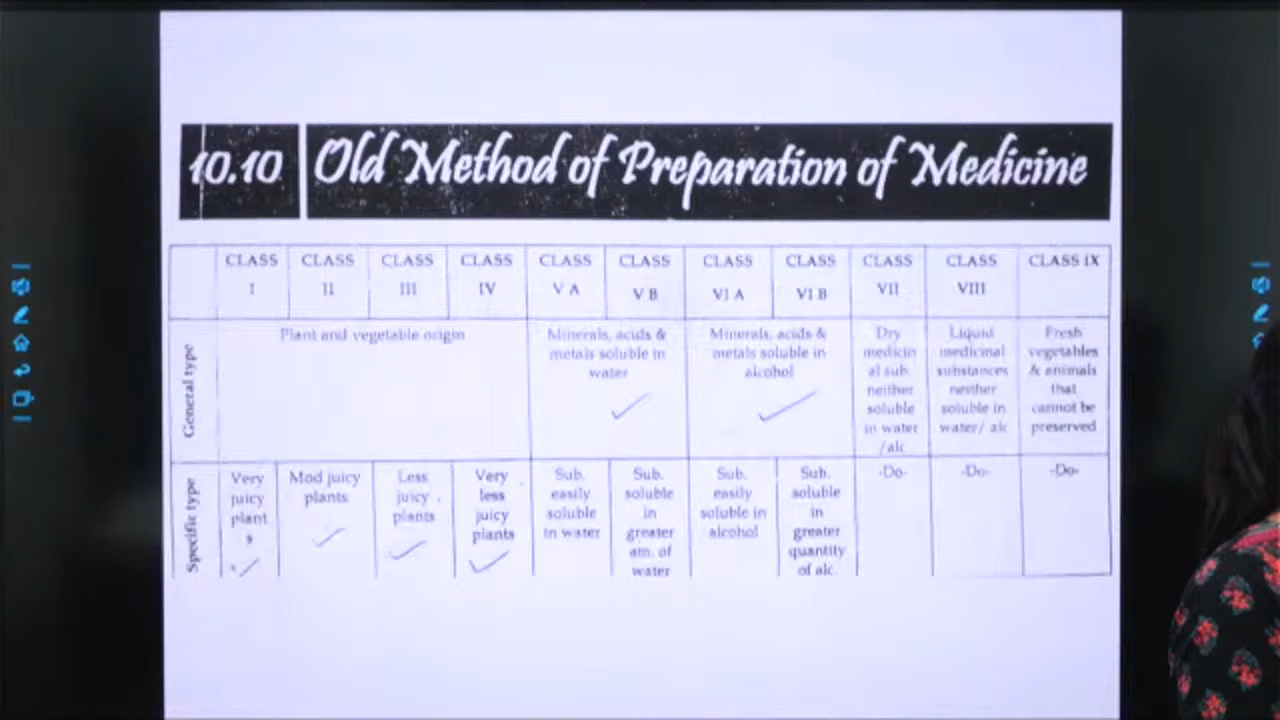 10.10 Old Method of Preparation of Medicine
CLASS I
CLASS II
CLASS III
CLASS IV
CLASS V A
CLASS V B
CLASS VI A
CLASS VI B
CLASS VII
CLASS VIII
CLASS IX
General type
Plant and vegetable origin
Minerals, acids &
metals soluble in
water
Minerals, acids &
metals soluble in
alcohol
Dry
medicin
al sub.
neither
soluble
in water
/alc
Liquid
medicinal
substances
neither
soluble in
water/ alc
Fresh
vegetables
& animals
that
cannot be
preserved
Specific type
Very
juicy
plant
s
Mod juicy
plants
Less
juicy
plants
Very
less
juicy
plants
Sub.
easily
soluble
in water
Sub.
soluble
in
greater
am. of
water
Sub.
easily
soluble in
alcohol
Sub.
soluble
in
greater
quantity
of alc.
-Do-
-Do-
-Do-